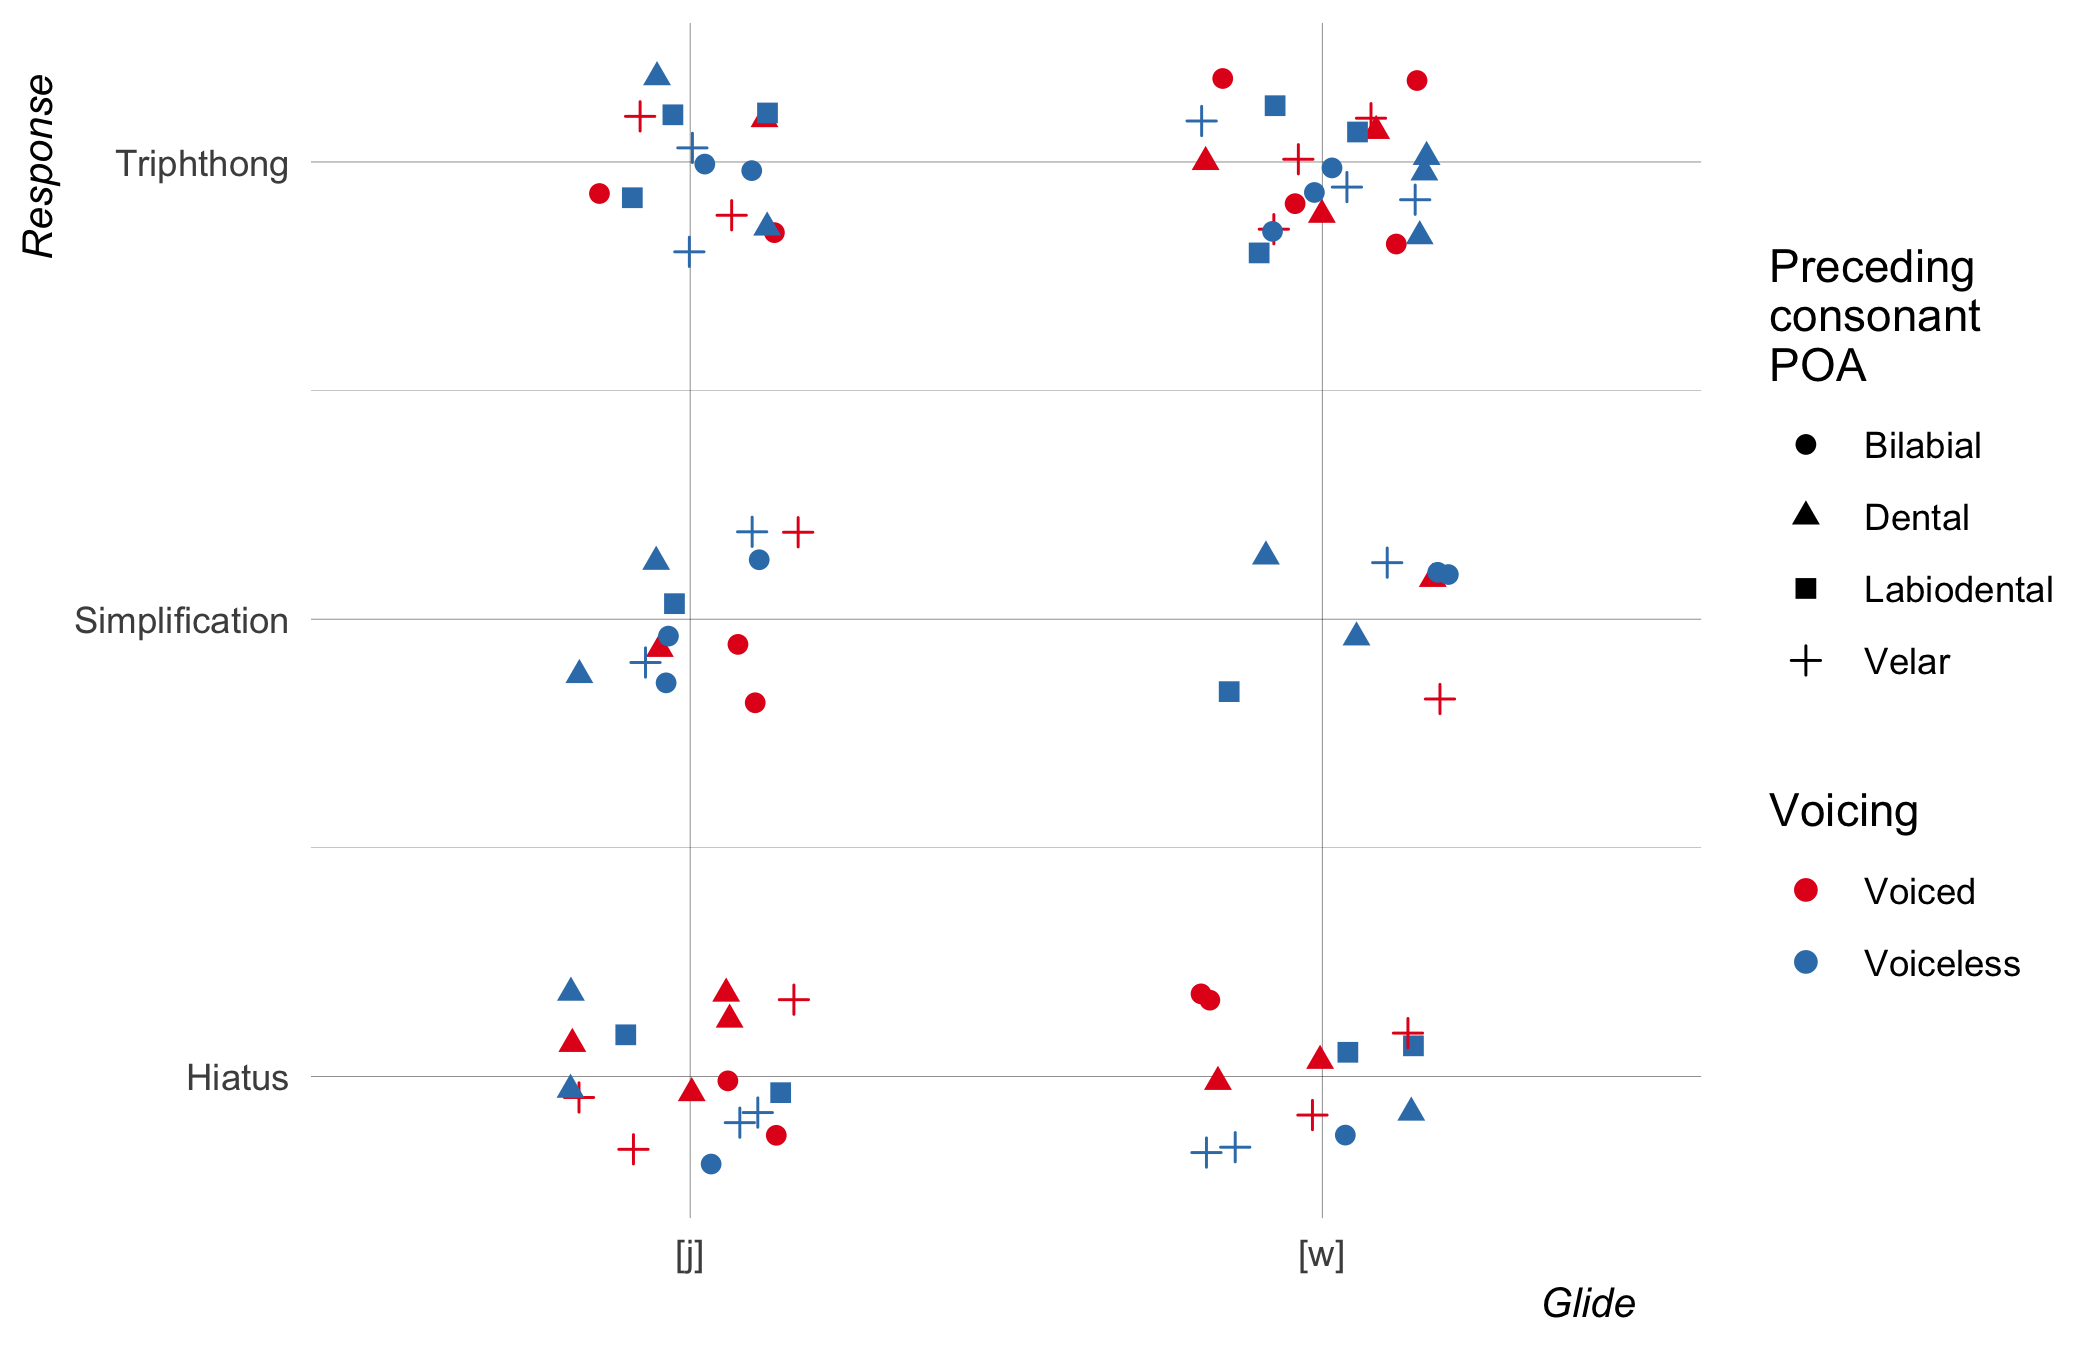 Response
Triphthong
Simplification
Hiatus
[j]
[w]
Glide
Preceding
consonant
POA
Bilabial
Dental
Labiodental
Velar
Voicing
Voiced
Voiceless